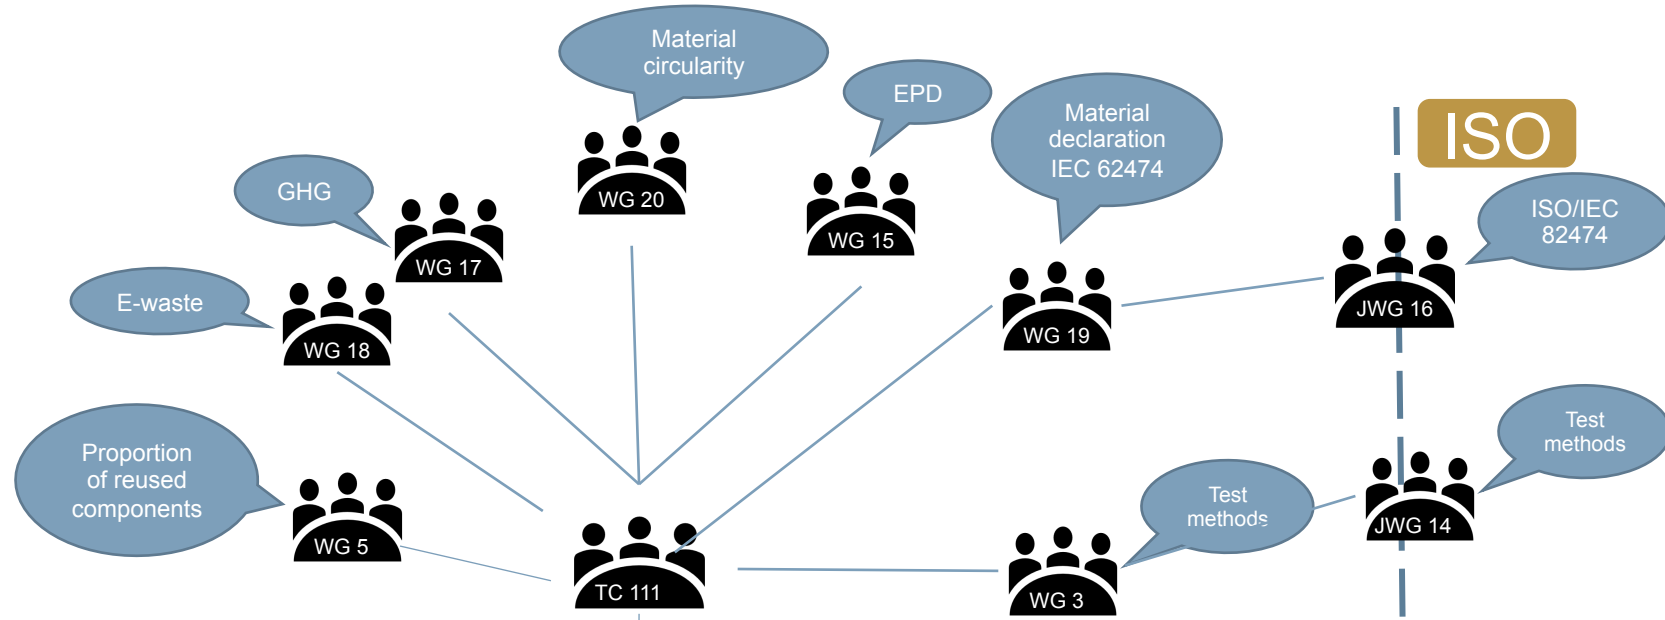 Material
circularity
WG 20
EPD
WG 15
Material
declaration
IEC 62474
WG 19
ISO
ISO/IEC
82474
JWG 16
GHG
WG 17
E-waste
WG 18
Proportion
of reused
components
WG 5
TC 111
Test
methods
WG 3
Test
methods
JWG 14